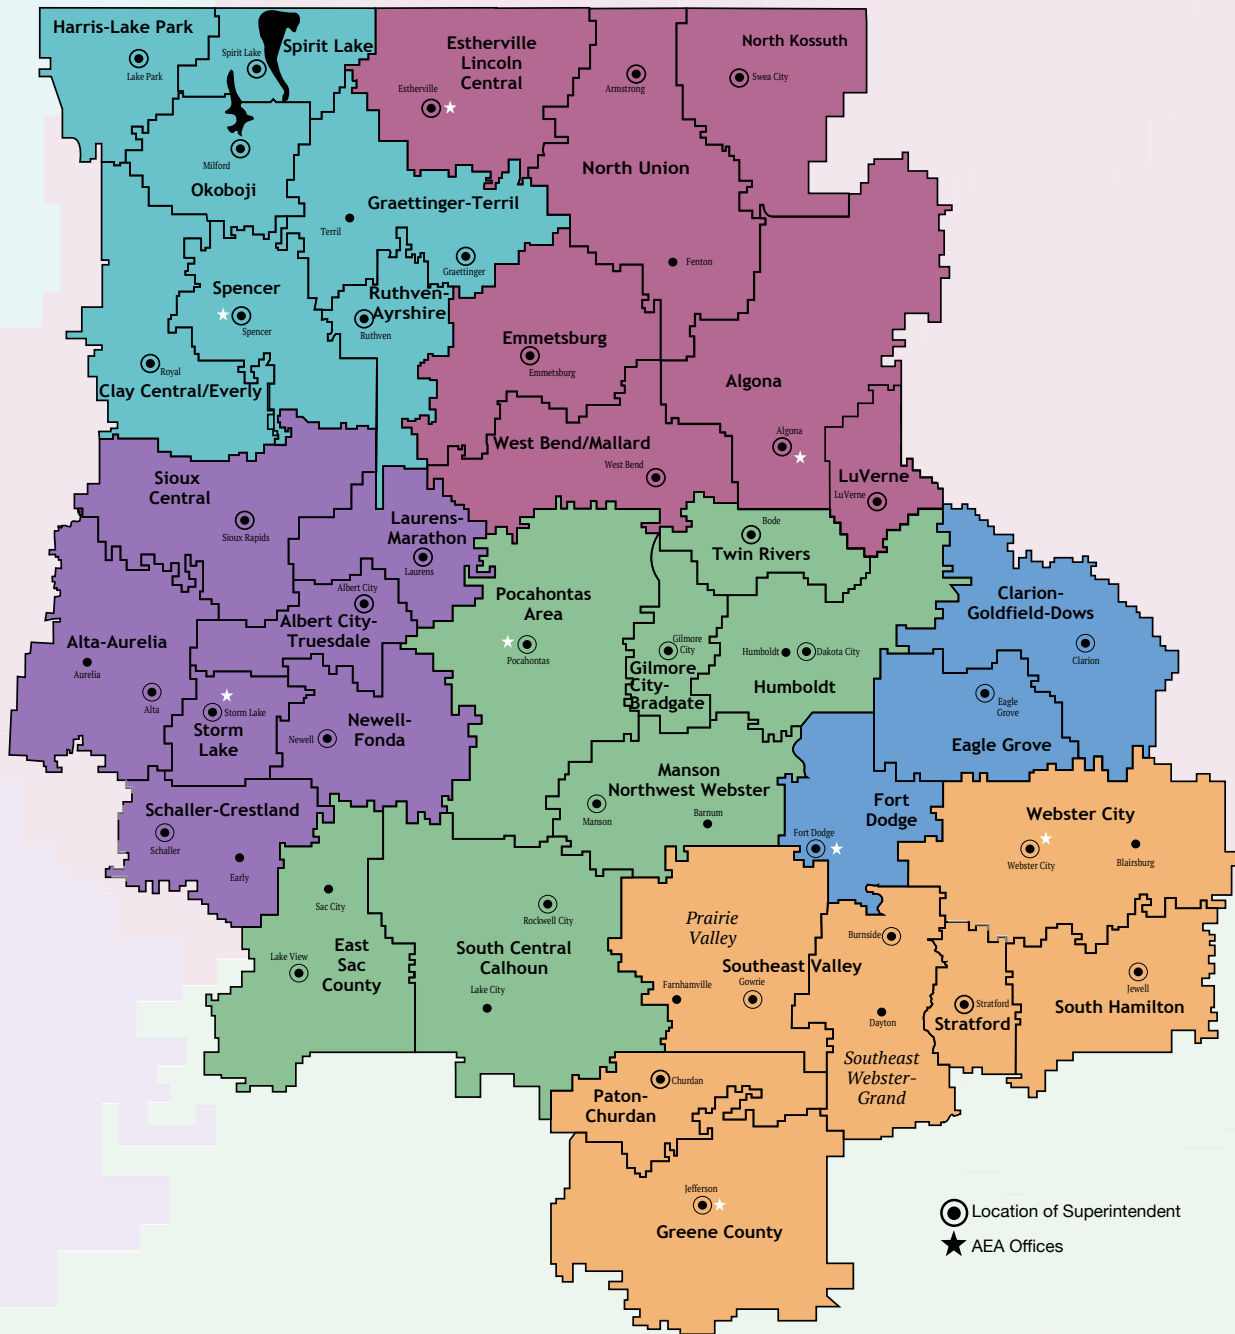 Harris-Lake Park
Lake Park
Spirit Lake
Spirit Lake
Estherville
Lincoln
Central
Estherville
Armstrong
North Kossuth
Swea City
Milford
Okoboji
North Union
Graettinger-Terril
Terril
Graettinger
Fenton
Spencer
Spencer
Ruthven-
Ayrshire
Ruthven
Emmetsburg
Emmetsburg
Royal
Clay Central/Everly
Algona
Algona
West Bend/Mallard
West Bend
LuVerne
LuVerne
Sioux
Central
Sioux Rapids
Laurens-
Marathon
Laurens
Bode
Twin Rivers
Albert City
Albert City-
Truesdale
Pocahontas
Area
Pocahontas
Clarion-
Goldfield-Dows
Clarion
Alta-Aurelia
Aurelia
Alta
Gilmore
City
Gilmore
City-
Bradgate
Humboldt
Dakota City
Humboldt
Storm Lake
Storm
Lake
Newell
Newell-
Fonda
Eagle
Grove
Eagle Grove
Manson
Northwest Webster
Manson
Barnum
Schaller-Crestland
Schaller
Early
Fort
Dodge
Fort Dodge
Webster City
Webster City
Blairsburg
Sac City
Rockwell City
Prairie
Valley
Burnside
East
Sac
County
Lake View
South Central
Calhoun
Lake City
Southeast Valley
Farnhamville
Gowrie
Dayton
Stratford
Stratford
Jewell
South Hamilton
Southeast
Webster-
Grand
Churdan
Paton-
Churdan
Jefferson
Greene County
Location of Superintendent
AEA Offices